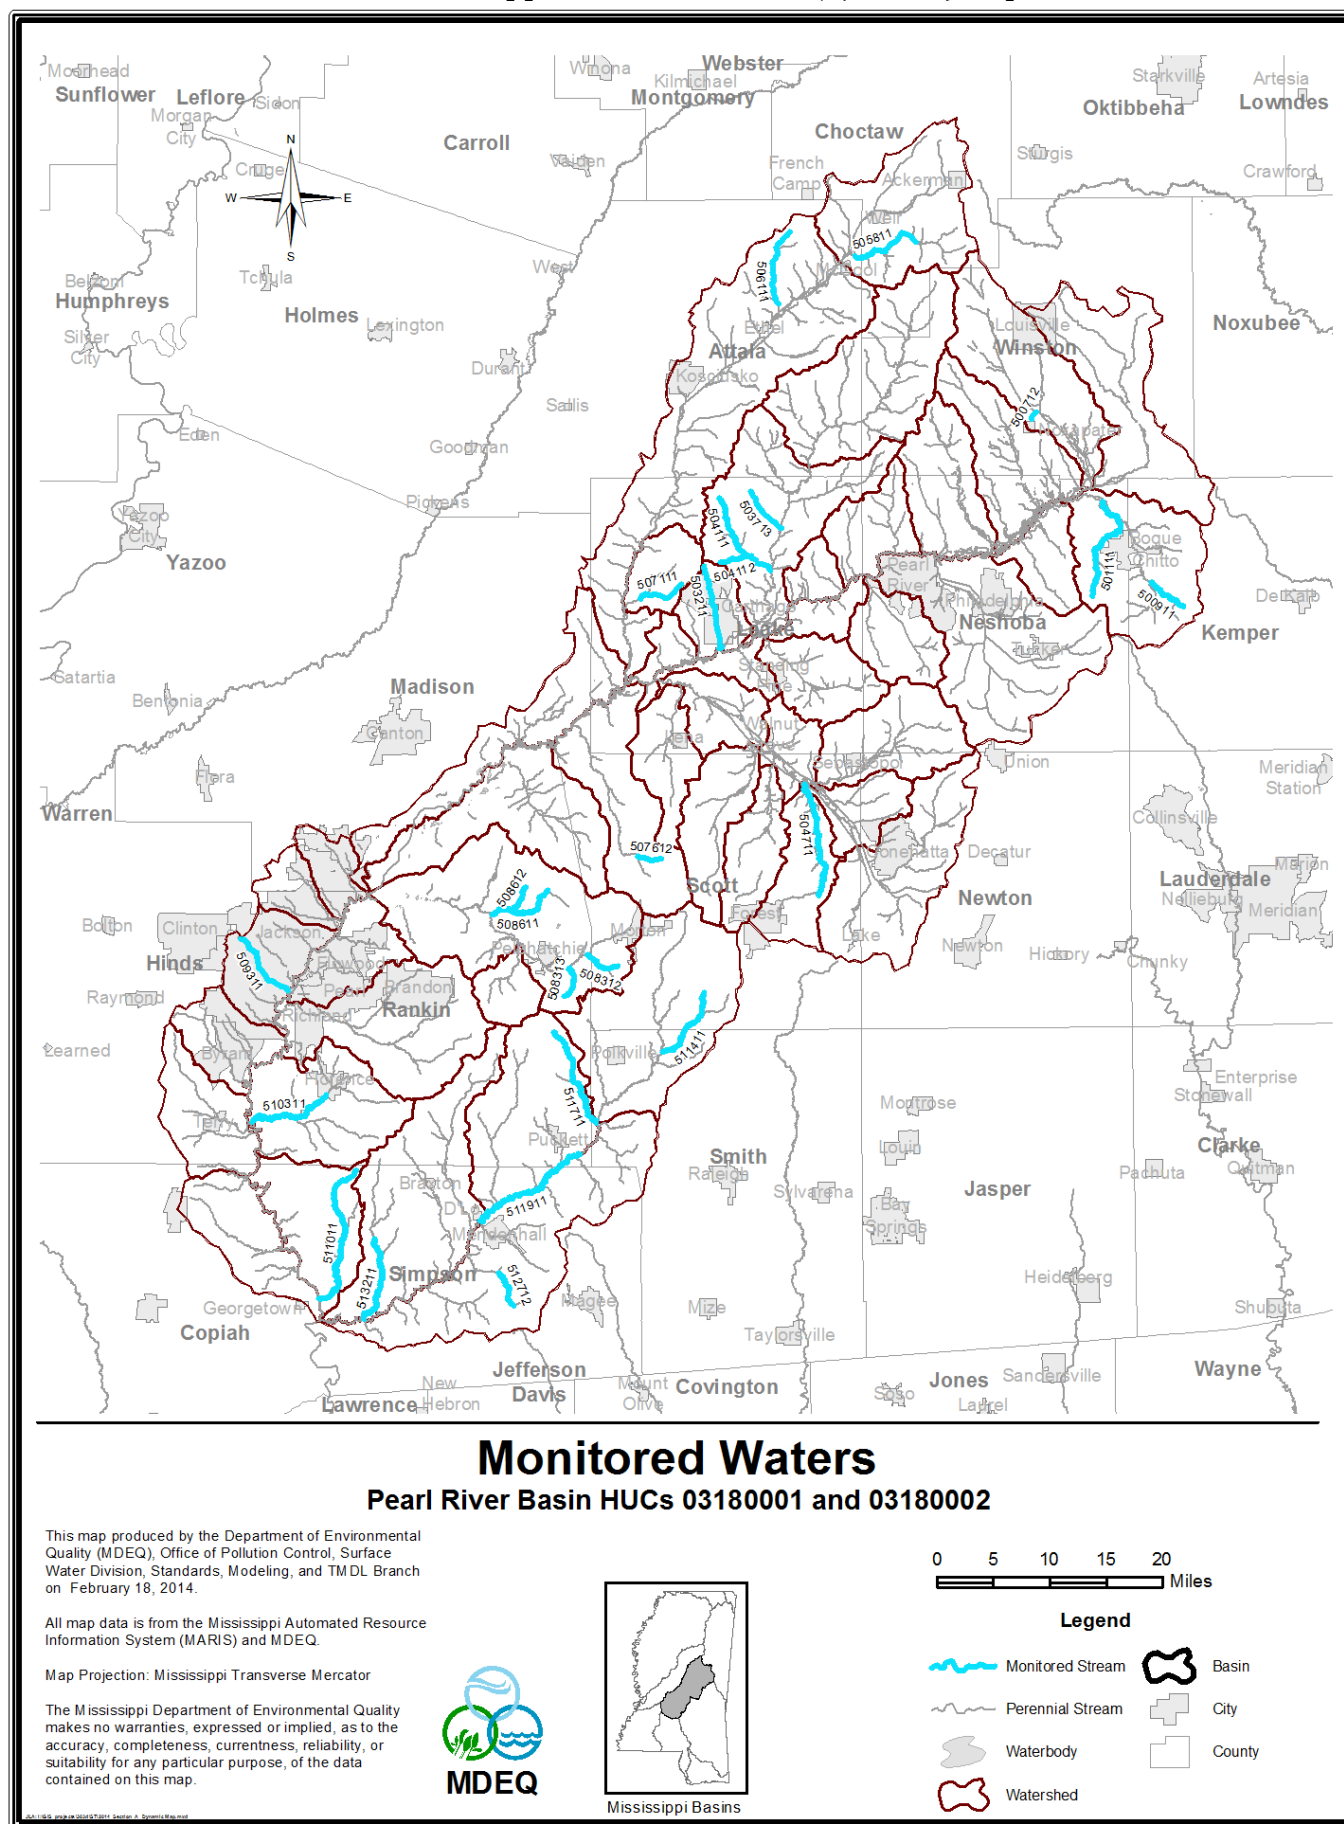 Webster
Moorhead
Winona
Kilmichael
Starkville
Artesia
Sunflower
Leflore
Sidon
Montgomery
Oktibbeha
Lowndes
Morgan
City
Carroll
Choctaw
N
Vaiden
French
Camp
Sturgis
Cruger
Ackerman
Crawford
W
E
S
Weir
505811
McCool
506111
West
Tchula
Belzoni
Humphreys
Holmes
Silver
City
Lexington
Ethel
Louisville
Noxubee
Attala
Winston
Durant
Kosciusko
Sallis
500712
Noxapater
Eden
Goodman
Pickens
504111
503713
Yazoo
City
Yazoo
501111
Bogue
Chitto
507111
504112
503211
Pearl
River
Carthage
Philadelphia
500911
De Kalb
Leake
Neshoba
Kemper
Tucker
Standing
Pine
Satartia
Madison
Bentonia
Canton
Walnut
Grove
Lena
Sebastopol
Union
Flora
Meridian
Station
Warren
504711
Collinsville
507612
Conehatta
Decatur
Marion
508612
Scott
Lauderdale
Newton
Nellieburg
Meridian
508611
Forest
Bolton
Clinton
Jackson
Morton
Lake
Pelahatchie
Newton
Hickory
Chunky
Hinds
509311
Flowood
508313
508312
Raymond
Pearl
Brandon
Rankin
Richland
511411
Learned
Byram
Polkville
Florence
Enterprise
Stonewall
510311
511711
Montrose
Terry
Puckett
Louin
Clarke
Smith
Raleigh
Pachuta
Quitman
Braxton
Sylvarena
Jasper
D'Lo
511911
Bay
Springs
Mendenhall
511011
513211
Simpson
512712
Heidelberg
Georgetown
Magee
Mize
Shubuta
Copiah
Taylorsville
Jefferson
Davis
New
Hebron
Mount
Olive
Covington
Jones
Sandersville
Wayne
Lawrence
Soso
Laurel
Monitored Waters
Pearl River Basin HUCs 03180001 and 03180002
This map produced by the Department of Environmental
Quality (MDEQ), Office of Pollution Control, Surface
Water Division, Standards, Modeling, and TMDL Branch
on February 18, 2014.
All map data is from the Mississippi Automated Resource
Information System (MARIS) and MDEQ.
Map Projection: Mississippi Transverse Mercator
The Mississippi Department of Environmental Quality
makes no warranties, expressed or implied, as to the
accuracy, completeness, currentness, reliability, or
suitability for any particular purpose, of the data
contained on this map.
MDEQ
Mississippi Basins
0 5 10 15 20
Miles
Legend
Monitored Stream
Basin
Perennial Stream
City
Waterbody
County
Watershed